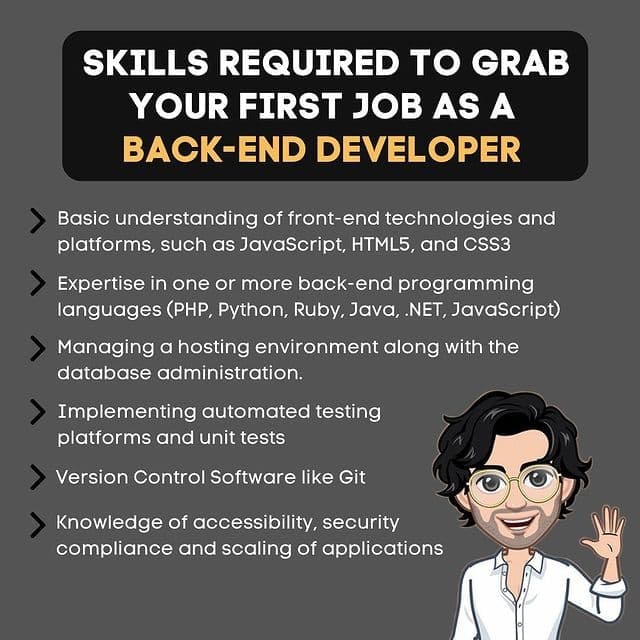 SKILLS REQUIRED TO GRAB
YOUR FIRST JOB AS A
BACK-END DEVELOPER
Basic understanding of front-end technologies and
platforms, such as JavaScript, HTML5, and CSS3
Expertise in one or more back-end programming
languages (PHP, Python, Ruby, Java, .NET, JavaScript)
Managing a hosting environment along with the
database administration.
Implementing automated testing
platforms and unit tests
Version Control Software like Git
Knowledge of accessibility, security
compliance and scaling of applications